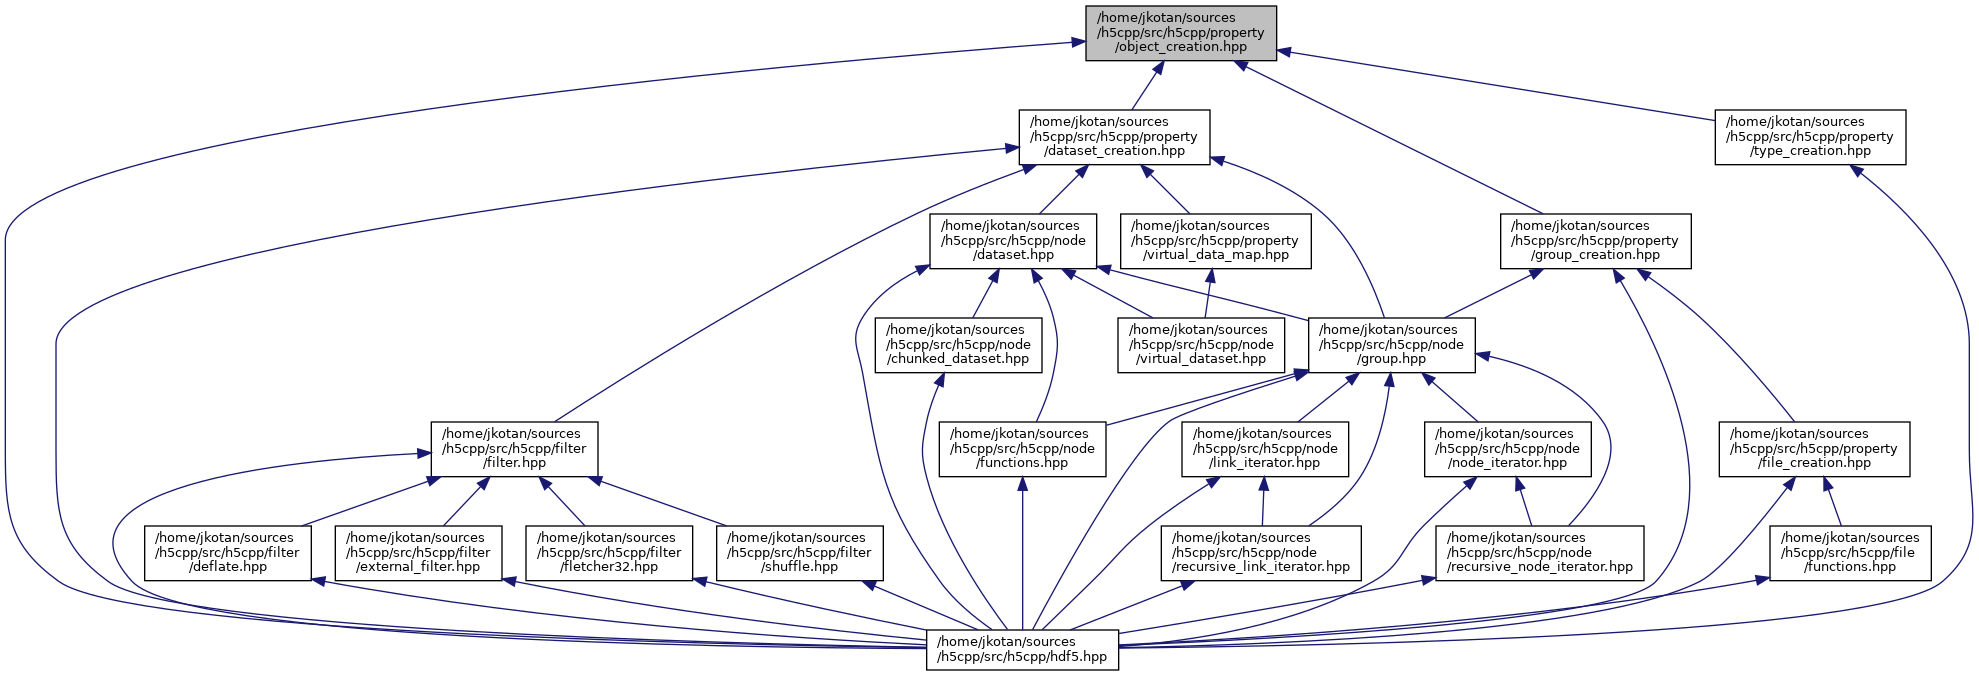 /home/jkotan/sources
/h5cpp/src/h5cpp/property
/object_creation.hpp
/home/jkotan/sources
/h5cpp/src/h5cpp/property
/dataset_creation.hpp
/home/jkotan/sources
/h5cpp/src/h5cpp/property
/type_creation.hpp
/home/jkotan/sources
/h5cpp/src/h5cpp/node
/dataset.hpp
/home/jkotan/sources
/h5cpp/src/h5cpp/property
/virtual_data_map.hpp
/home/jkotan/sources
/h5cpp/src/h5cpp/property
/group_creation.hpp
/home/jkotan/sources
/h5cpp/src/h5cpp/node
/chunked_dataset.hpp
/home/jkotan/sources
/h5cpp/src/h5cpp/node
/virtual_dataset.hpp
/home/jkotan/sources
/h5cpp/src/h5cpp/node
/group.hpp
/home/jkotan/sources
/h5cpp/src/h5cpp/filter
/filter.hpp
/home/jkotan/sources
/h5cpp/src/h5cpp/node
/functions.hpp
/home/jkotan/sources
/h5cpp/src/h5cpp/node
/link_iterator.hpp
/home/jkotan/sources
/h5cpp/src/h5cpp/node
/node_iterator.hpp
/home/jkotan/sources
/h5cpp/src/h5cpp/property
/file_creation.hpp
/home/jkotan/sources
/h5cpp/src/h5cpp/filter
/deflate.hpp
/home/jkotan/sources
/h5cpp/src/h5cpp/filter
/external_filter.hpp
/home/jkotan/sources
/h5cpp/src/h5cpp/filter
/fletcher32.hpp
/home/jkotan/sources
/h5cpp/src/h5cpp/filter
/shuffle.hpp
/home/jkotan/sources
/h5cpp/src/h5cpp/node
/recursive_link_iterator.hpp
/home/jkotan/sources
/h5cpp/src/h5cpp/node
/recursive_node_iterator.hpp
/home/jkotan/sources
/h5cpp/src/h5cpp/file
/functions.hpp
/home/jkotan/sources
/h5cpp/src/h5cpp/hdf5.hpp